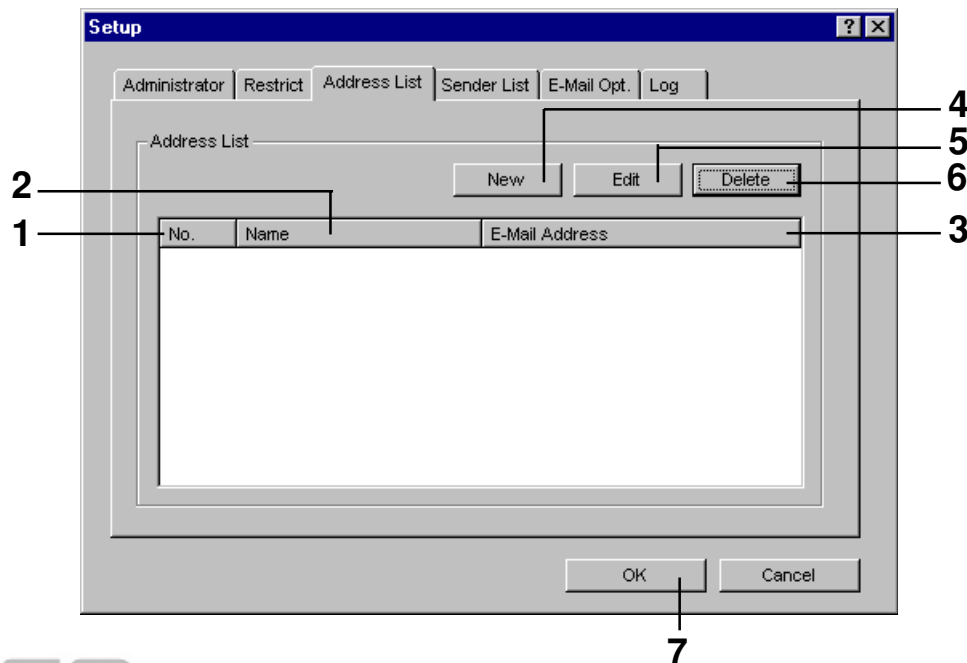 Setup
Administrator Restrict Address List Sender List E-Mail Opt. Log
4
Address List
5
New Edit Delete
6
2
1
No. Name E-Mail Address
3
OK Cancel
7